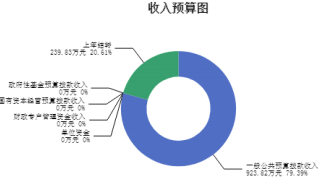 收入预算图
上年结转
239.83万元 20.61%
政府性基金预算拨款收入
0万元 0%
国有资本经营预算拨款收入
0万元 0%
财政专户管理资金收入
0万元 0%
单位资金
0万元 0%
一般公共预算拨款收入
923.82万元 79.39%